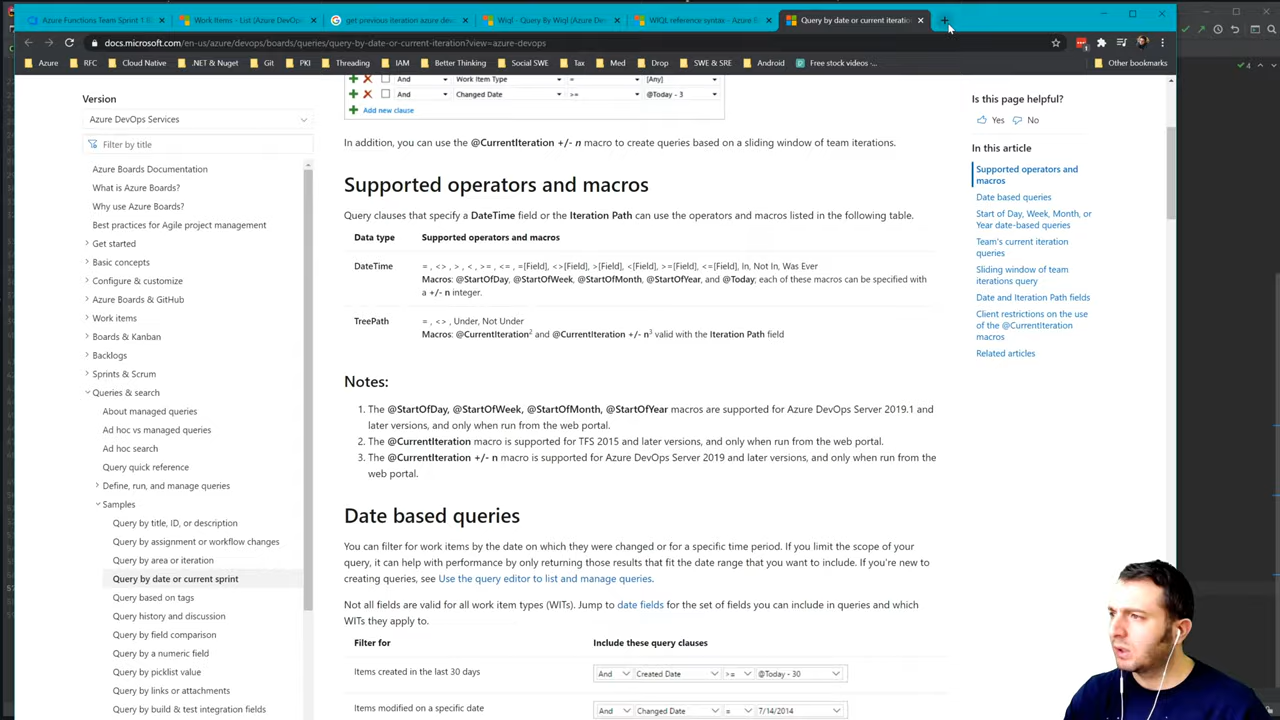 Azure Functions Team Sprint 1 B
Work Items - List (Azure DevOps
get previous iteration azure dev
Wiql - Query By Wiql (Azure Dev
WIQL reference syntax - Azure B
Query by date or current iteratio
docs.microsoft.com/en-us/azure/devops/boards/queries/query-by-date-or-current-iteration?view=azure-devops
Azure
RFC
Cloud Native
.NET & Nuget
Git
PKI
Threading
IAM
Better Thinking
Social SWE
Tax
Med
Drop
SWE & SRE
Android
Free stock videos -...
Other bookmarks
Version
Azure DevOps Services
Filter by title
Azure Boards Documentation
What is Azure Boards?
Why use Azure Boards?
Best practices for Agile project management
Get started
Basic concepts
Configure & customize
Azure Boards & GitHub
Work items
Boards & Kanban
Backlogs
Sprints & Scrum
Queries & search
About managed queries
Ad hoc vs managed queries
Ad hoc search
Query quick reference
Define, run, and manage queries
Samples
Query by title, ID, or description
Query by assignment or workflow changes
Query by area or iteration
Query by date or current sprint
Query based on tags
Query history and discussion
Query by field comparison
Query by a numeric field
Query by picklist value
Query by links or attachments
Query by build & test integration fields
And Work Item Type = [Any]
And Changed Date >= @Today - 3
Add new clause
In addition, you can use the @CurrentIteration +/- n macro to create queries based on a sliding window of team iterations.
Supported operators and macros
Query clauses that specify a DateTime field or the Iteration Path can use the operators and macros listed in the following table.
Data type Supported operators and macros
DateTime = , <> , > , < , >= , <= , =[Field], <>[Field], >[Field], <[Field], >=[Field], <=[Field], In, Not In, Was Ever
Macros: @StartOfDay, @StartOfWeek, @StartOfMonth, @StartOfYear, and @Today; each of these macros can be specified with
a +/- n integer.
TreePath = , <> , Under, Not Under
Macros: @CurrentIteration2 and @CurrentIteration +/- n3 valid with the Iteration Path field
Notes:
1. The @StartOfDay, @StartOfWeek, @StartOfMonth, @StartOfYear macros are supported for Azure DevOps Server 2019.1 and
later versions, and only when run from the web portal.
2. The @CurrentIteration macro is supported for TFS 2015 and later versions, and only when run from the web portal.
3. The @CurrentIteration +/- n macro is supported for Azure DevOps Server 2019 and later versions, and only when run from the
web portal.
Date based queries
You can filter for work items by the date on which they were changed or for a specific time period. If you limit the scope of your
query, it can help with performance by only returning those results that fit the date range that you want to include. If you're new to
creating queries, see Use the query editor to list and manage queries.
Not all fields are valid for all work item types (WITs). Jump to date fields for the set of fields you can include in queries and which
WITs they apply to.
Filter for Include these query clauses
Items created in the last 30 days And Created Date >= @Today - 30
Items modified on a specific date And Changed Date = 7/14/2014
Is this page helpful?
Yes No
In this article
Supported operators and
macros
Date based queries
Start of Day, Week, Month, or
Year date-based queries
Team's current iteration
queries
Sliding window of team
iterations query
Date and Iteration Path fields
Client restrictions on the use
of the @CurrentIteration
macros
Related articles